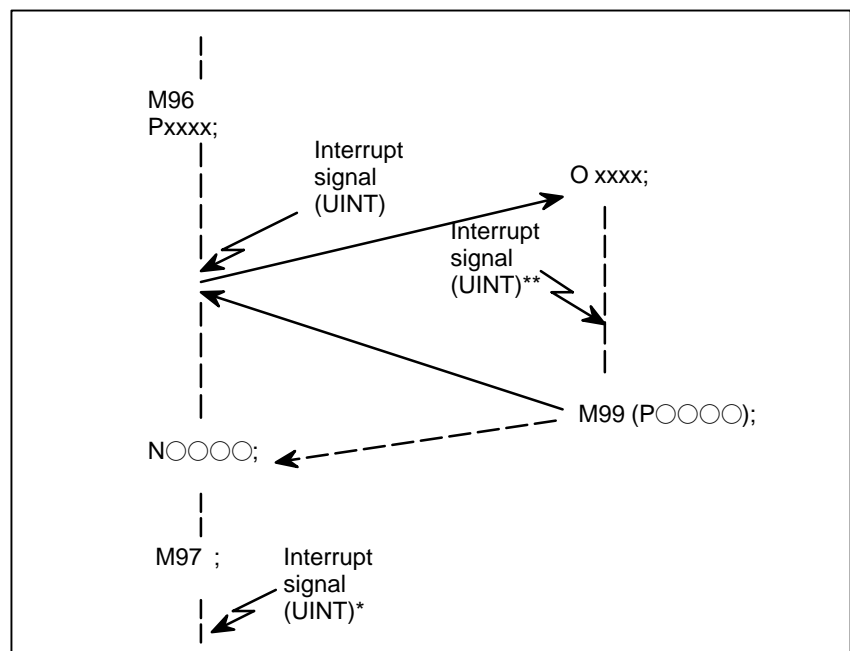 M96
Pxxxx;
Interrupt
signal
(UINT)
O xxxx;
Interrupt
signal
(UINT)**
M99 (P○○○○);
N○○○○;
M97 ;
Interrupt
signal
(UINT)*